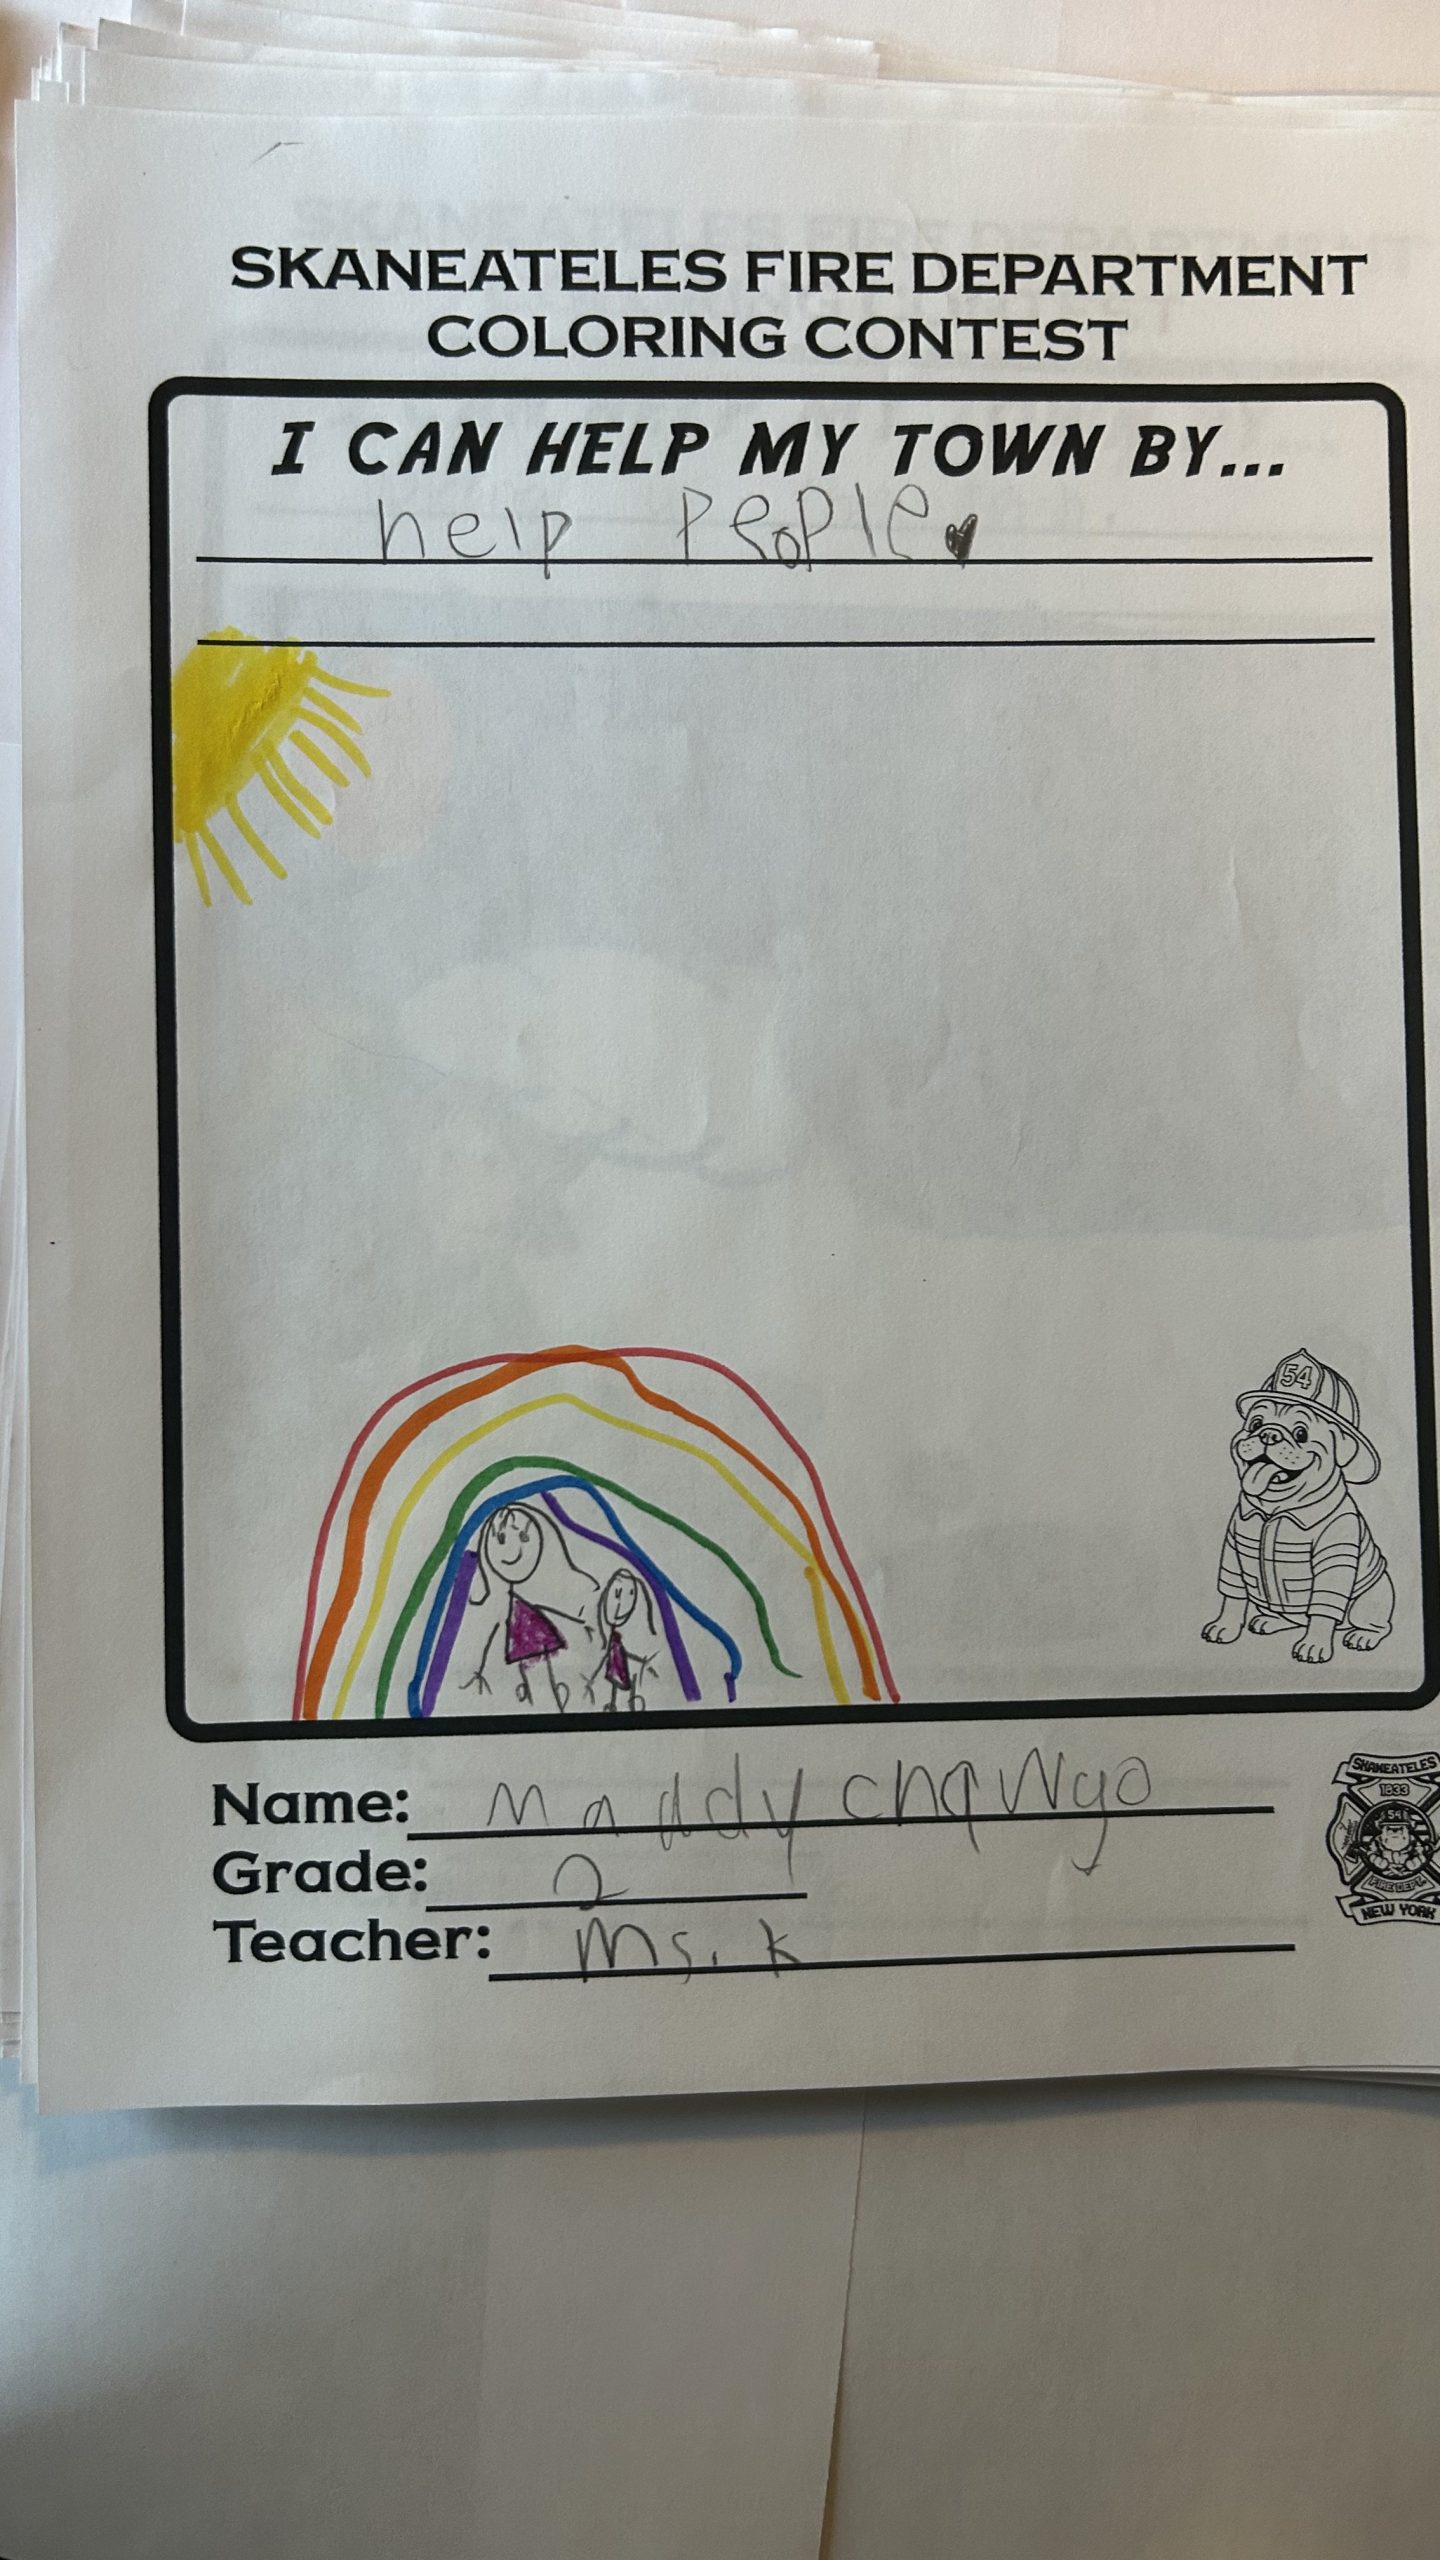 SKANEATELES FIRE DEPARTMENT
COLORING CONTEST
I CAN HELP MY TOWN BY...
help people
54
Name: Maddy
Grade: 2
Teacher: Ms. k
SKANEATELES
1833
54
FIRE DEPT.
NEW YORK